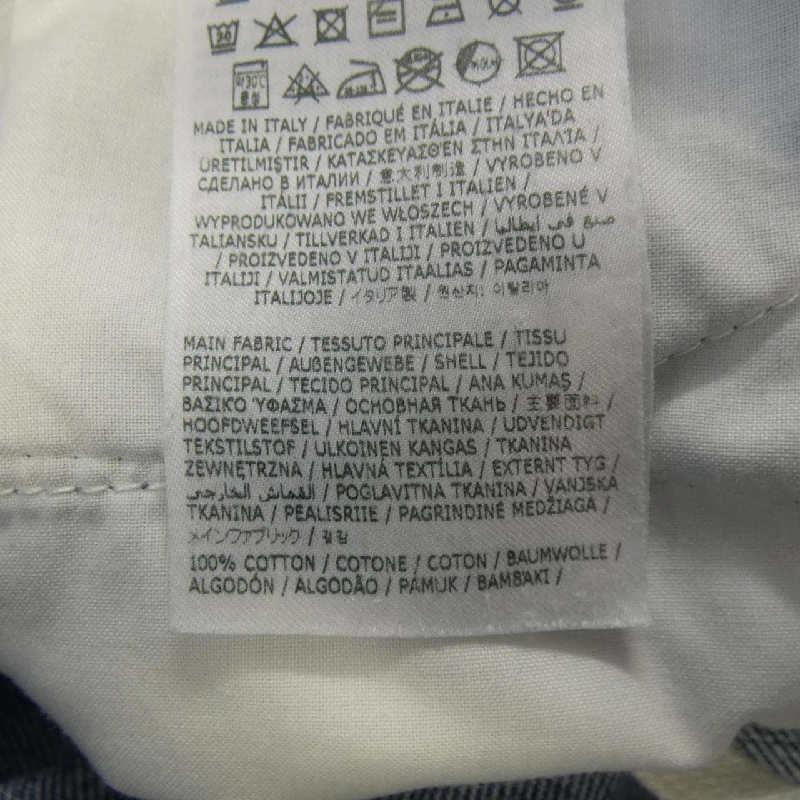 MADE IN ITALY / FABRIQUÉ EN ITALIE / HECHO EN
ITALIA / FABRICADO EM ITÁLIA / ITALYA'DA
ÜRETILMIŞTIR / ΚΑΤΑΣΚΕΥΑΣΘΕΝ ΣΤΗΝ ΙΤΑΛΊΑ /
СДЕЛАНО В ИТАЛИИ / 意大利制造 / VYROBENO V
ITÁLII / FREMSTILLET I ITALIEN /
WYPRODUKOWANO WE WŁOSZECH / VYROBENÉ V
TALIANSKU / TILLVERKAD I ITALIEN / صنع في ايطاليا
/ PROIZVEDENO V ITALIJI / PROIZVEDENO U
ITALIJI / VALMISTATUD ITAALIAS / PAGAMINTA
ITALIJOJE / イタリア製 / 원산지: 이탈리아
MAIN FABRIC / TESSUTO PRINCIPALE / TISSU
PRINCIPAL / AUßENGEWEBE / SHELL / TEJIDO
PRINCIPAL / TECIDO PRINCIPAL / ANA KUMAŞ /
ΒΑΣΙΚΌ ΎΦΑΣΜΑ / ОСНОВНАЯ ТКАНЬ / 主要面料 /
HOOFDWEEFSEL / HLAVNÍ TKANINA / UDVENDIGT
TEKSTILSTOF / ULKOINEN KANGAS / TKANINA
ZEWNĘTRZNA / HLAVNÁ TEXTÍLIA / EXTERNT TYG /
القماش الخارجي / POGLAVITNA TKANINA / VANJSKA
TKANINA / PEALISRIIE / PAGRINDINĖ MEDŽIAGA /
メインファブリック / 겉감
100% COTTON / COTONE / COTON / BAUMWOLLE /
ALGODÓN / ALGODÃO / PAMUK / ΒΑΜΒΑΚΙ /